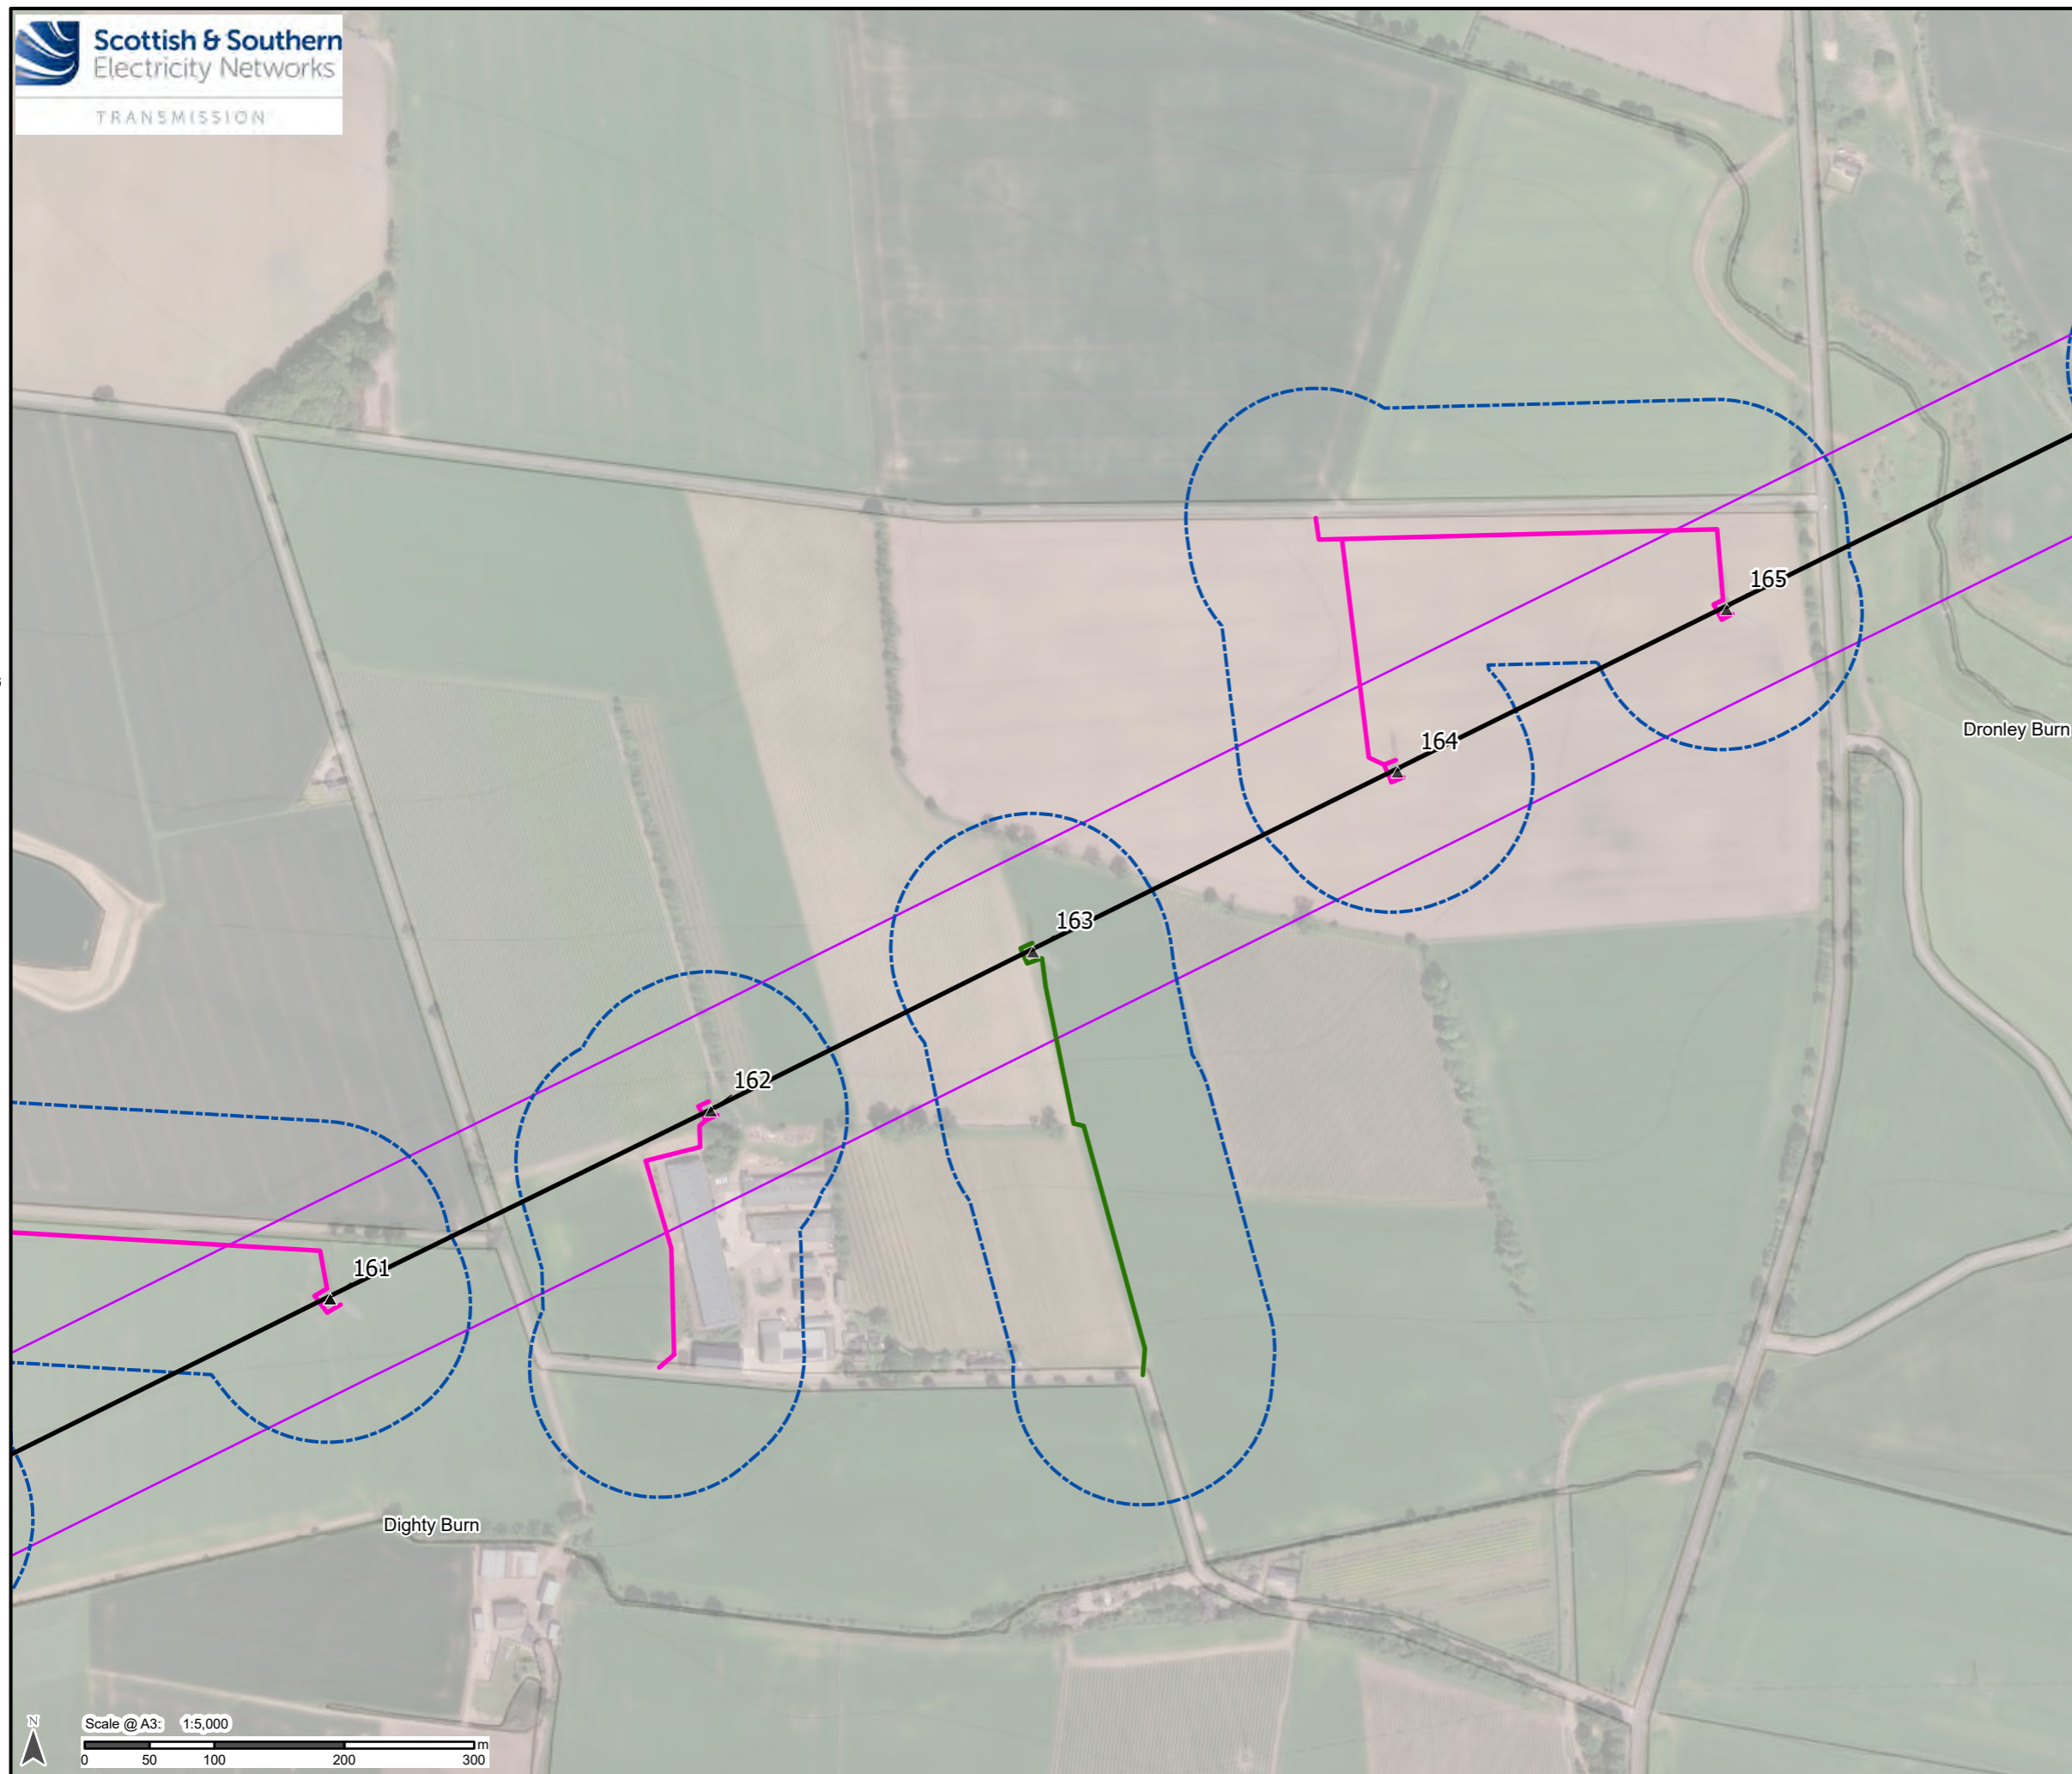 Scottish & Southern
Electricity Networks
TRANSMISSION
165
Dronley Burn
164
163
162
161
Dighty Burn
N
Scale @ A3: 1:5,000
m
0 50 100 200 300